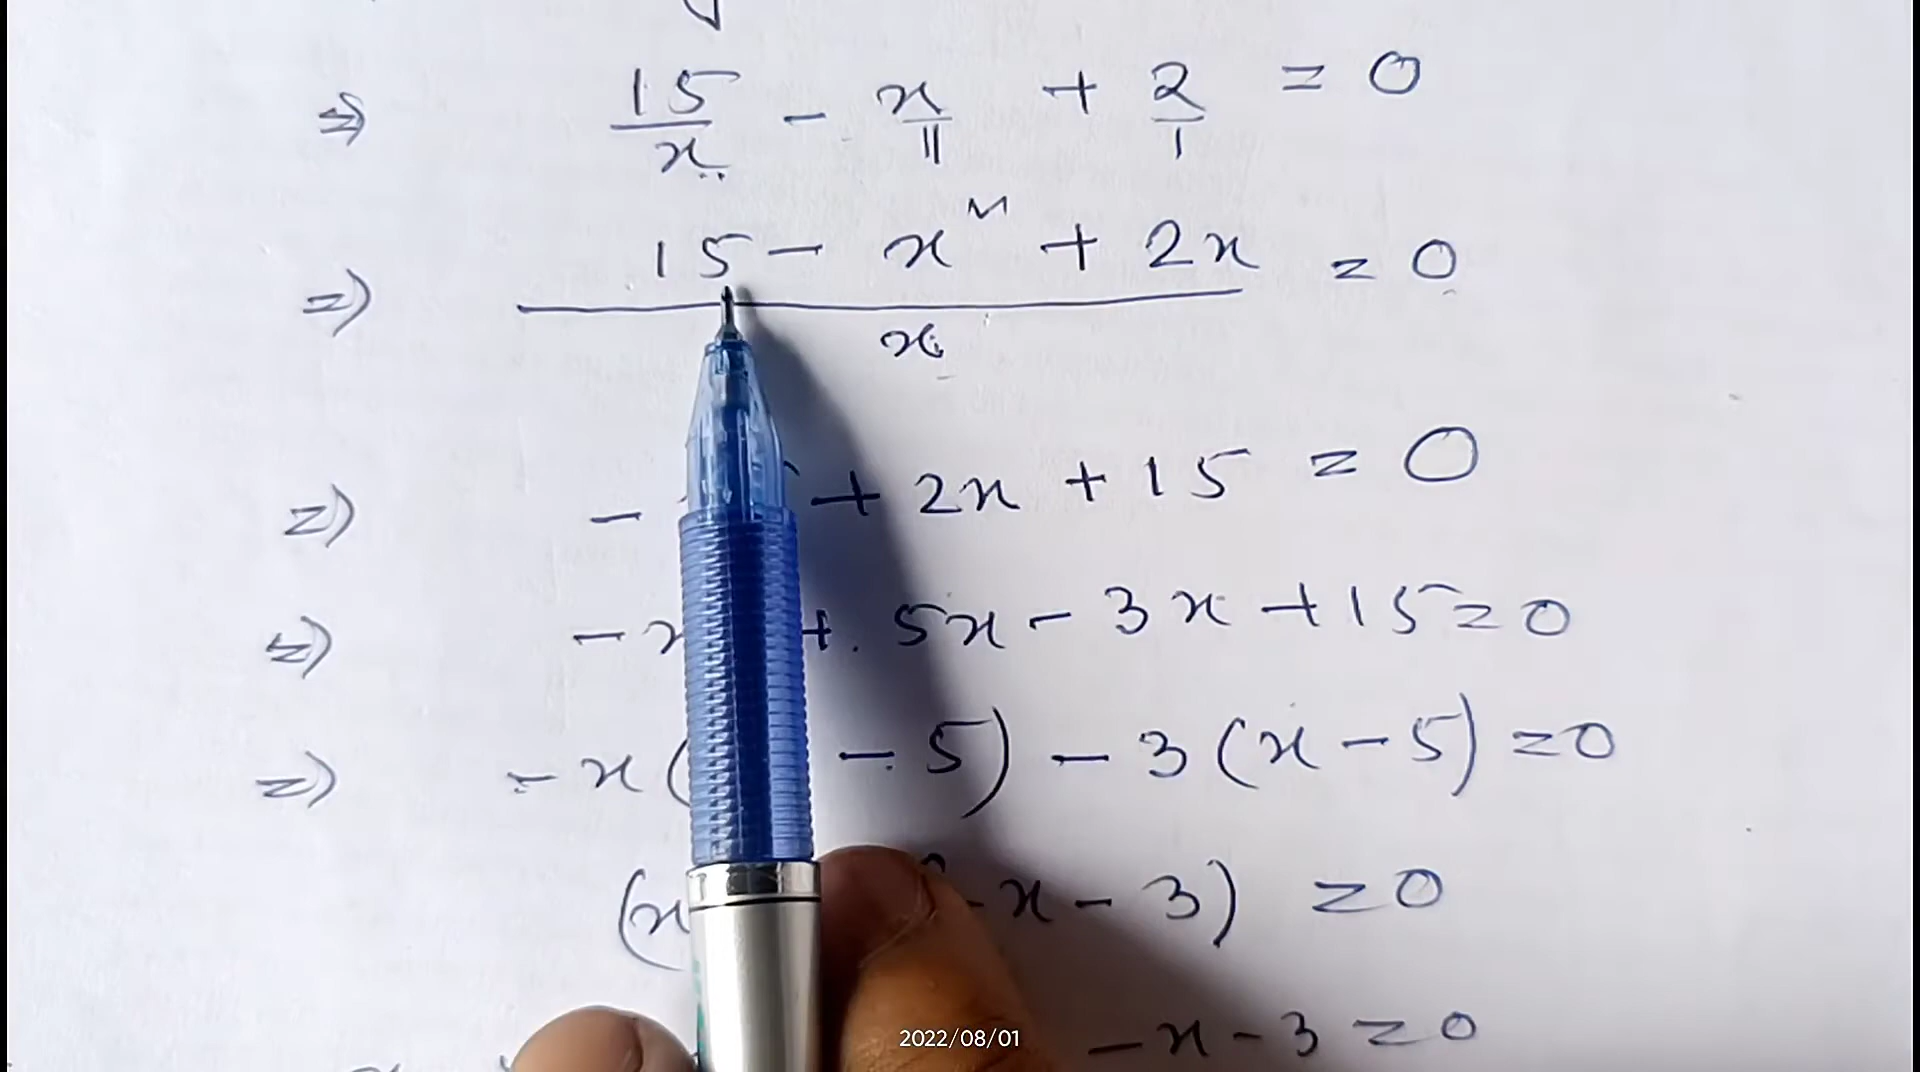 => 15/x - x/1 + 2/1 = 0
=> (15 - x² + 2x)/x = 0
=> - + 2x + 15 = 0
=> -x + 5x - 3x + 15 = 0
=> -x( - 5) - 3(x - 5) = 0
(x -x - 3) = 0
-x - 3 = 0
2022/08/01